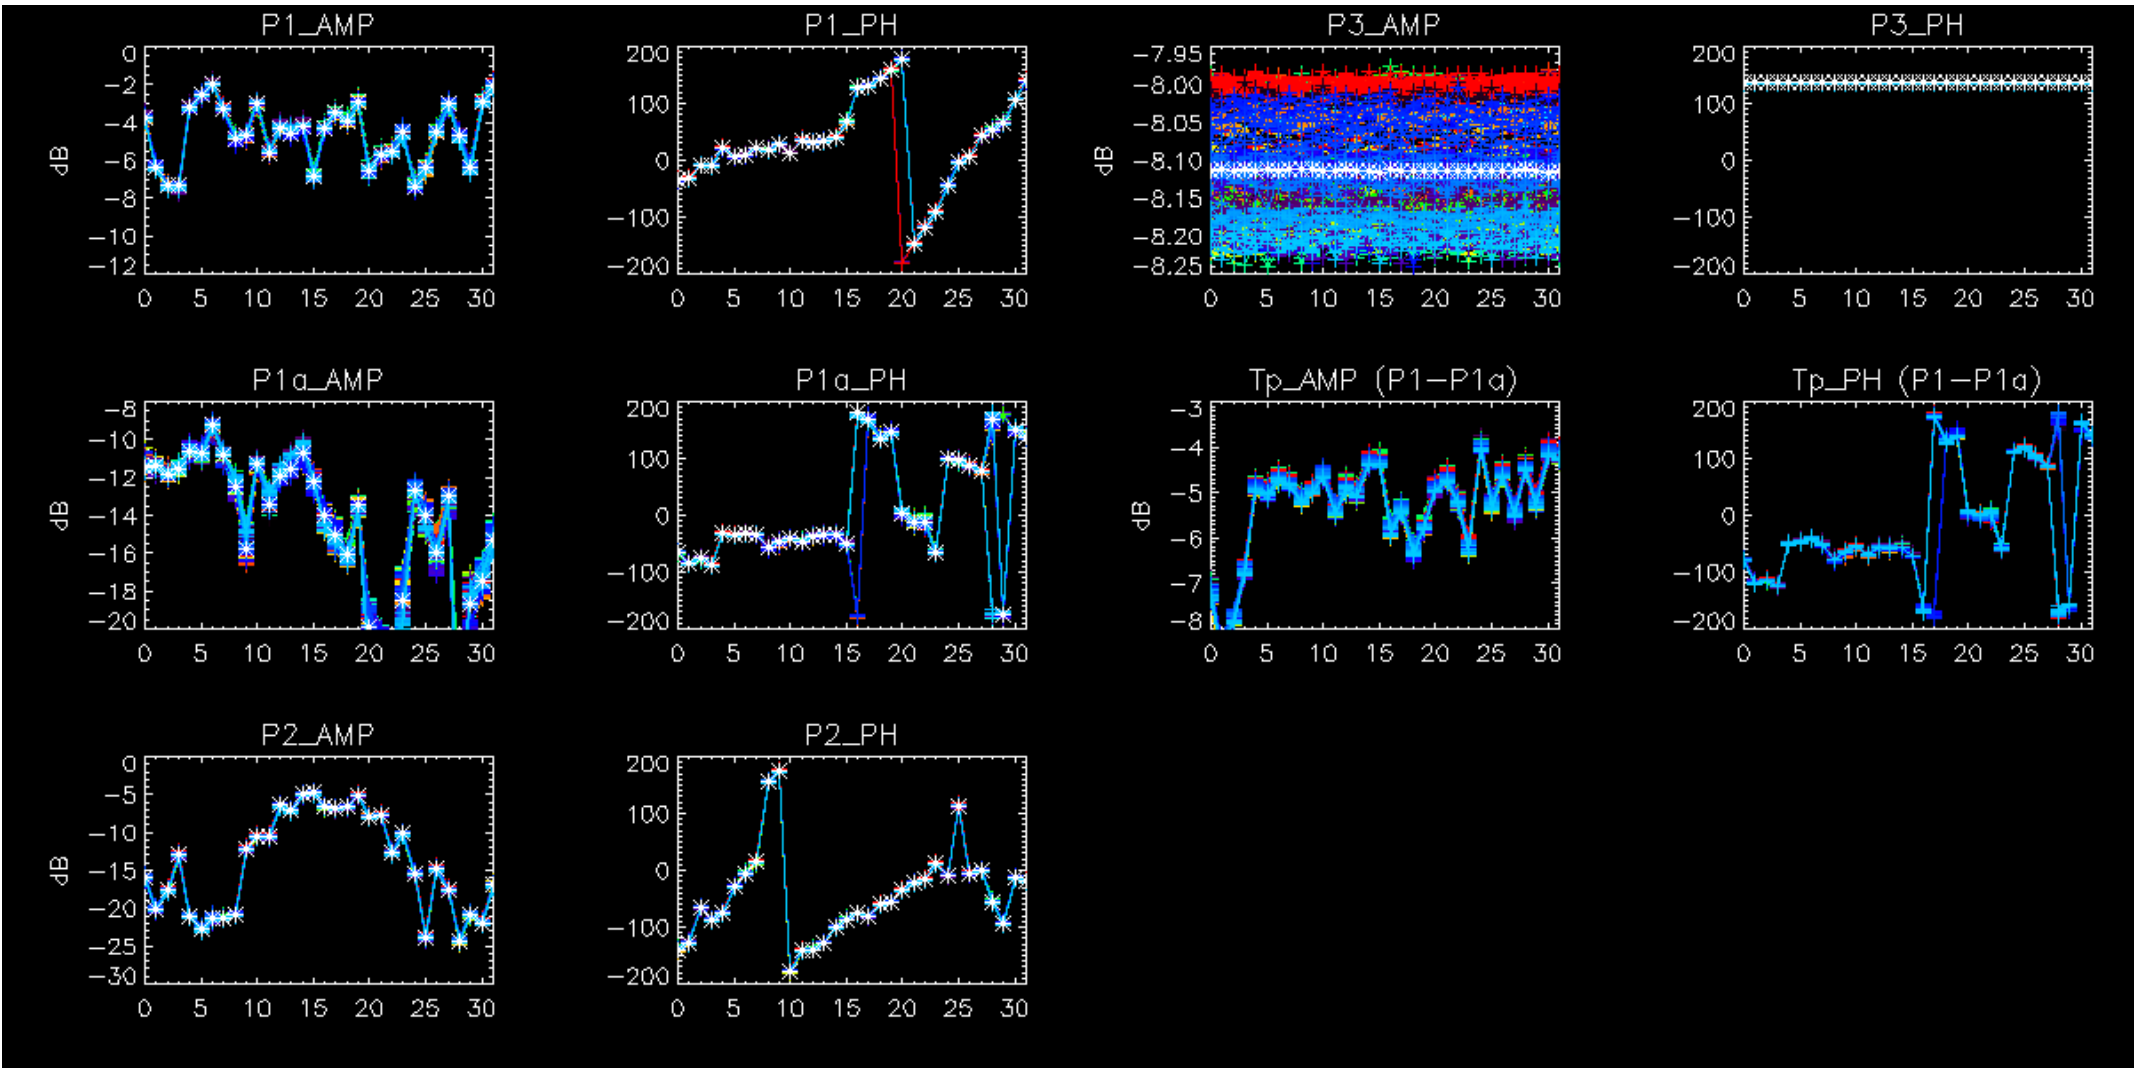 P1_AMP
0
−2
−4
−6
−8
−10
−12
dB
0 5 10 15 20 25 30
P1_PH
200
100
0
−100
−200
0 5 10 15 20 25 30
P3_AMP
−7.95
−8.00
−8.05
−8.10
−8.15
−8.20
−8.25
dB
0 5 10 15 20 25 30
P3_PH
200
100
0
−100
−200
0 5 10 15 20 25 30
P1a_AMP
−8
−10
−12
−14
−16
−18
−20
dB
0 5 10 15 20 25 30
P1a_PH
200
100
0
−100
−200
0 5 10 15 20 25 30
Tp_AMP (P1−P1a)
−3
−4
−5
−6
−7
−8
dB
0 5 10 15 20 25 30
Tp_PH (P1−P1a)
200
100
0
−100
−200
0 5 10 15 20 25 30
P2_AMP
0
−5
−10
−15
−20
−25
−30
dB
0 5 10 15 20 25 30
P2_PH
200
100
0
−100
−200
0 5 10 15 20 25 30